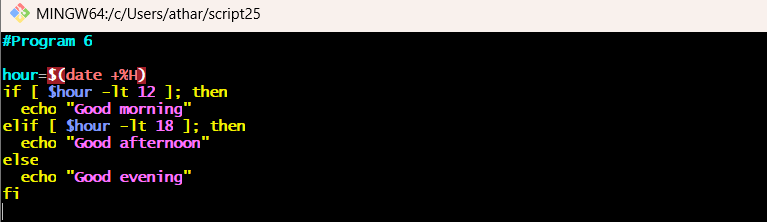 MINGW64:/c/Users/athar/script25
#Program 6
hour=$(date +%H)
if [ $hour -lt 12 ]; then
  echo "Good morning"
elif [ $hour -lt 18 ]; then
  echo "Good afternoon"
else
  echo "Good evening"
fi